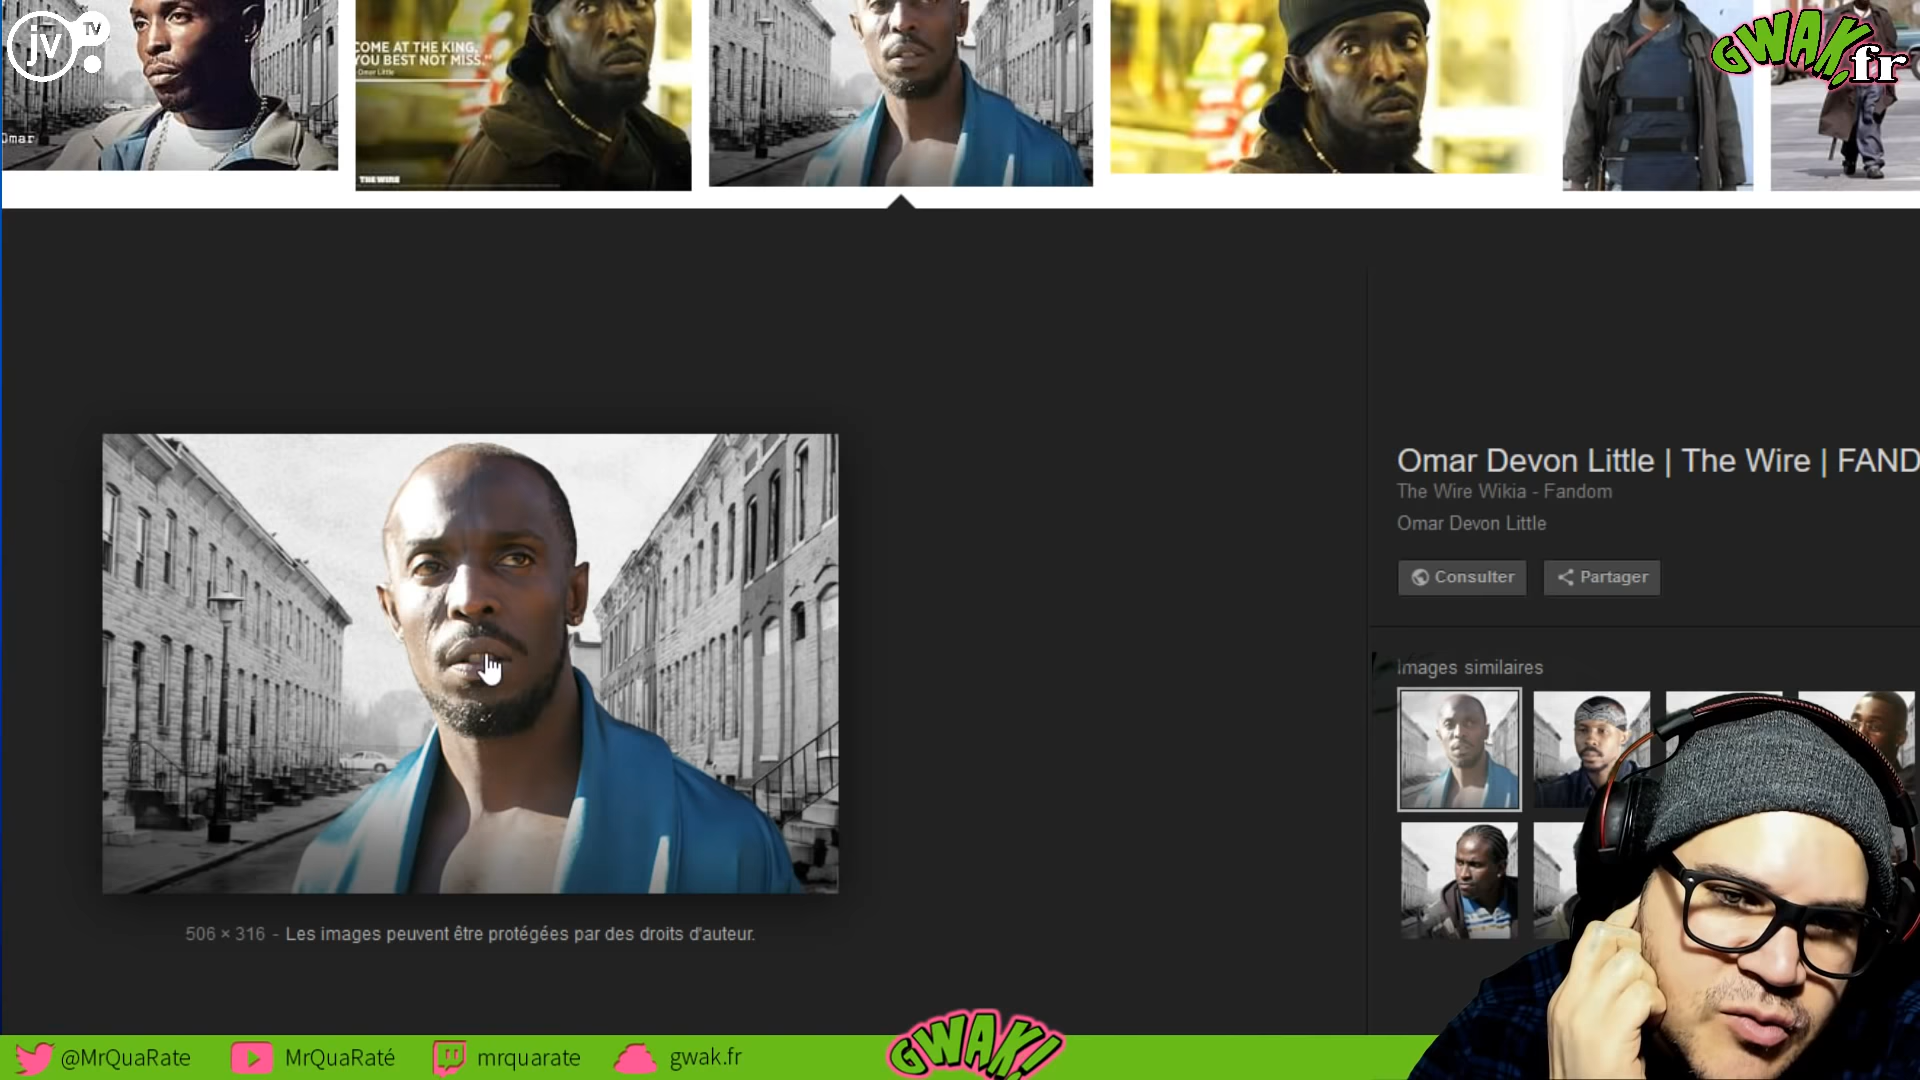 jv
TV
Omar
COME AT THE KING,
YOU BEST NOT MISS."
Omar Little
THE WIRE
GWAK!
.fr
Omar Devon Little | The Wire | FAND
The Wire Wikia - Fandom
Omar Devon Little
Consulter
Partager
Images similaires
506 × 316 - Les images peuvent être protégées par des droits d'auteur.
@MrQuaRate
MrQuaRaté
mrquarate
gwak.fr
GWAK!